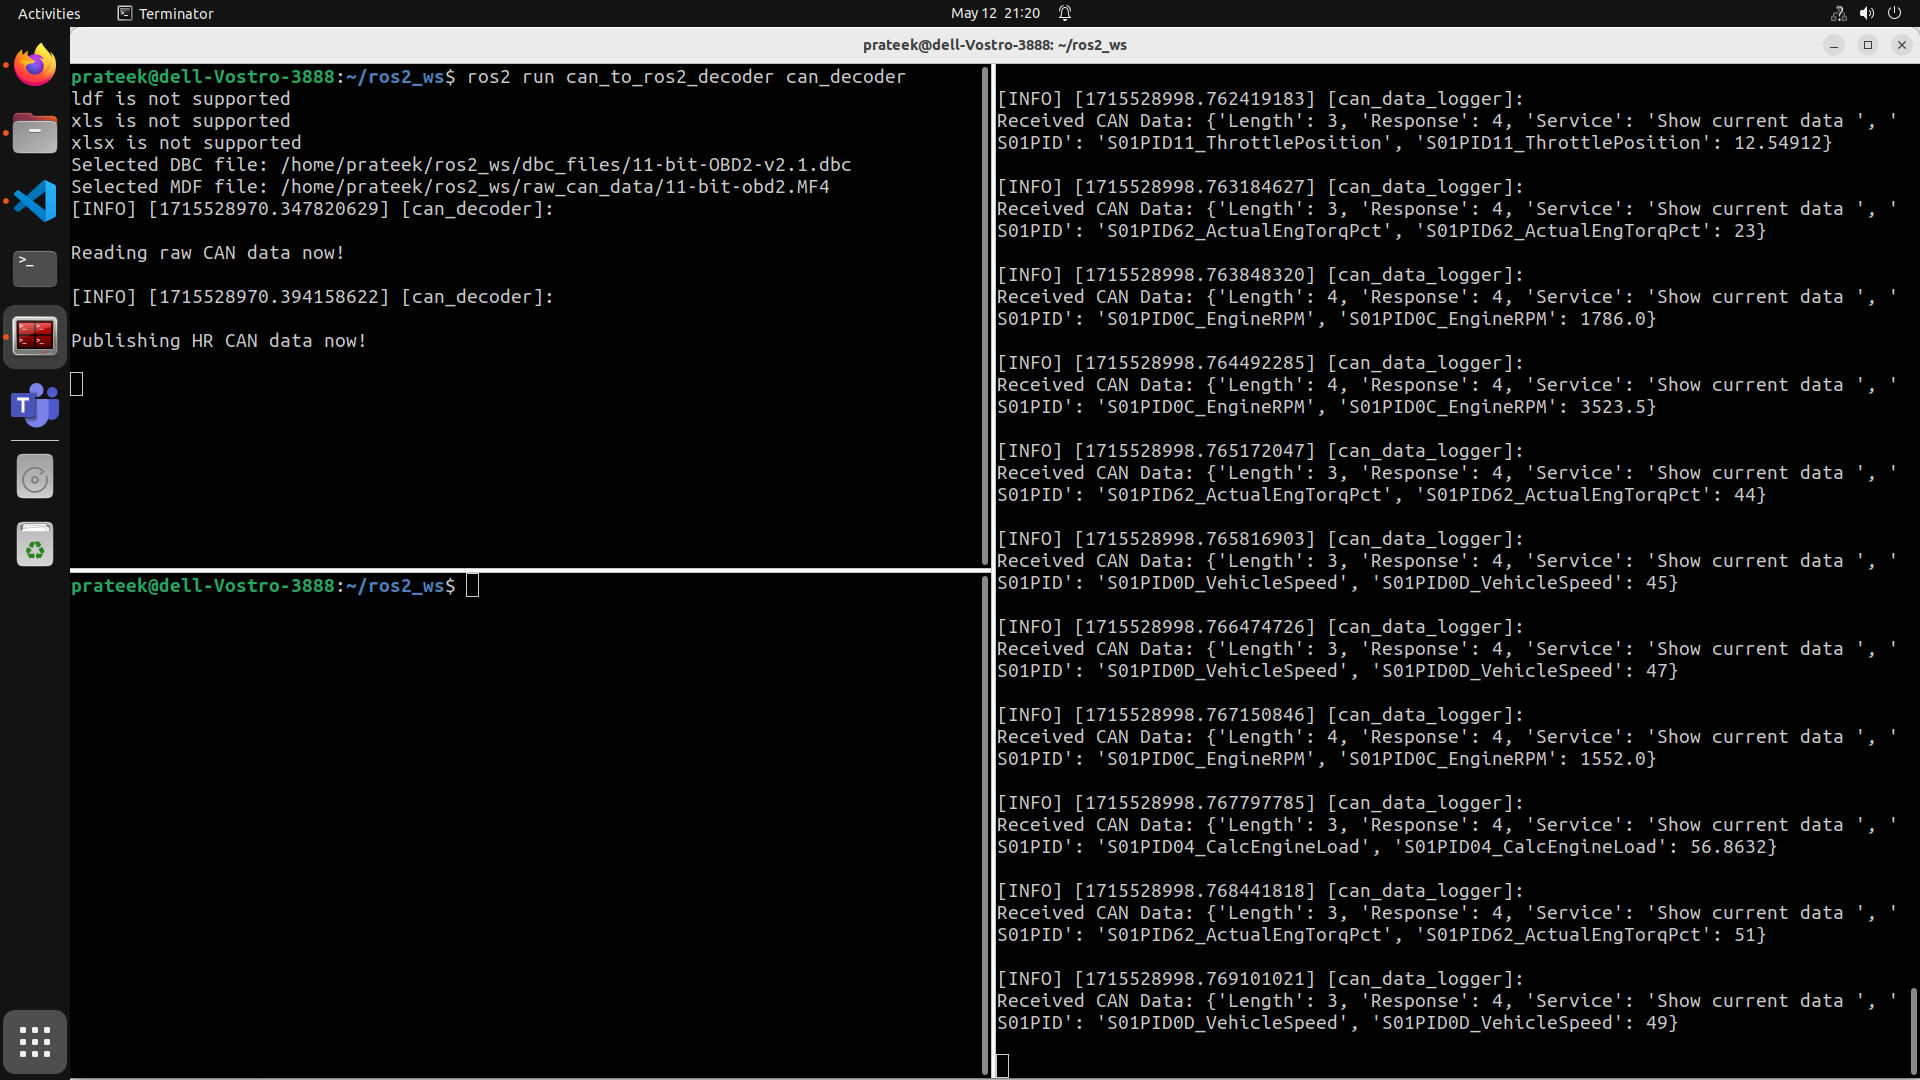 Activities
Terminator
May 12 21:20
prateek@dell-Vostro-3888: ~/ros2_ws
prateek@dell-Vostro-3888:~/ros2_ws$ ros2 run can_to_ros2_decoder can_decoder
ldf is not supported
xls is not supported
xlsx is not supported
Selected DBC file: /home/prateek/ros2_ws/dbc_files/11-bit-OBD2-v2.1.dbc
Selected MDF file: /home/prateek/ros2_ws/raw_can_data/11-bit-obd2.MF4
[INFO] [1715528970.347820629] [can_decoder]:
Reading raw CAN data now!
[INFO] [1715528970.394158622] [can_decoder]:
Publishing HR CAN data now!
prateek@dell-Vostro-3888:~/ros2_ws$
[INFO] [1715528998.762419183] [can_data_logger]:
Received CAN Data: {'Length': 3, 'Response': 4, 'Service': 'Show current data ', '
S01PID': 'S01PID11_ThrottlePosition', 'S01PID11_ThrottlePosition': 12.54912}
[INFO] [1715528998.763184627] [can_data_logger]:
Received CAN Data: {'Length': 3, 'Response': 4, 'Service': 'Show current data ', '
S01PID': 'S01PID62_ActualEngTorqPct', 'S01PID62_ActualEngTorqPct': 23}
[INFO] [1715528998.763848320] [can_data_logger]:
Received CAN Data: {'Length': 4, 'Response': 4, 'Service': 'Show current data ', '
S01PID': 'S01PID0C_EngineRPM', 'S01PID0C_EngineRPM': 1786.0}
[INFO] [1715528998.764492285] [can_data_logger]:
Received CAN Data: {'Length': 4, 'Response': 4, 'Service': 'Show current data ', '
S01PID': 'S01PID0C_EngineRPM', 'S01PID0C_EngineRPM': 3523.5}
[INFO] [1715528998.765172047] [can_data_logger]:
Received CAN Data: {'Length': 3, 'Response': 4, 'Service': 'Show current data ', '
S01PID': 'S01PID62_ActualEngTorqPct', 'S01PID62_ActualEngTorqPct': 44}
[INFO] [1715528998.765816903] [can_data_logger]:
Received CAN Data: {'Length': 3, 'Response': 4, 'Service': 'Show current data ', '
S01PID': 'S01PID0D_VehicleSpeed', 'S01PID0D_VehicleSpeed': 45}
[INFO] [1715528998.766474726] [can_data_logger]:
Received CAN Data: {'Length': 3, 'Response': 4, 'Service': 'Show current data ', '
S01PID': 'S01PID0D_VehicleSpeed', 'S01PID0D_VehicleSpeed': 47}
[INFO] [1715528998.767150846] [can_data_logger]:
Received CAN Data: {'Length': 4, 'Response': 4, 'Service': 'Show current data ', '
S01PID': 'S01PID0C_EngineRPM', 'S01PID0C_EngineRPM': 1552.0}
[INFO] [1715528998.767797785] [can_data_logger]:
Received CAN Data: {'Length': 3, 'Response': 4, 'Service': 'Show current data ', '
S01PID': 'S01PID04_CalcEngineLoad', 'S01PID04_CalcEngineLoad': 56.8632}
[INFO] [1715528998.768441818] [can_data_logger]:
Received CAN Data: {'Length': 3, 'Response': 4, 'Service': 'Show current data ', '
S01PID': 'S01PID62_ActualEngTorqPct', 'S01PID62_ActualEngTorqPct': 51}
[INFO] [1715528998.769101021] [can_data_logger]:
Received CAN Data: {'Length': 3, 'Response': 4, 'Service': 'Show current data ', '
S01PID': 'S01PID0D_VehicleSpeed', 'S01PID0D_VehicleSpeed': 49}